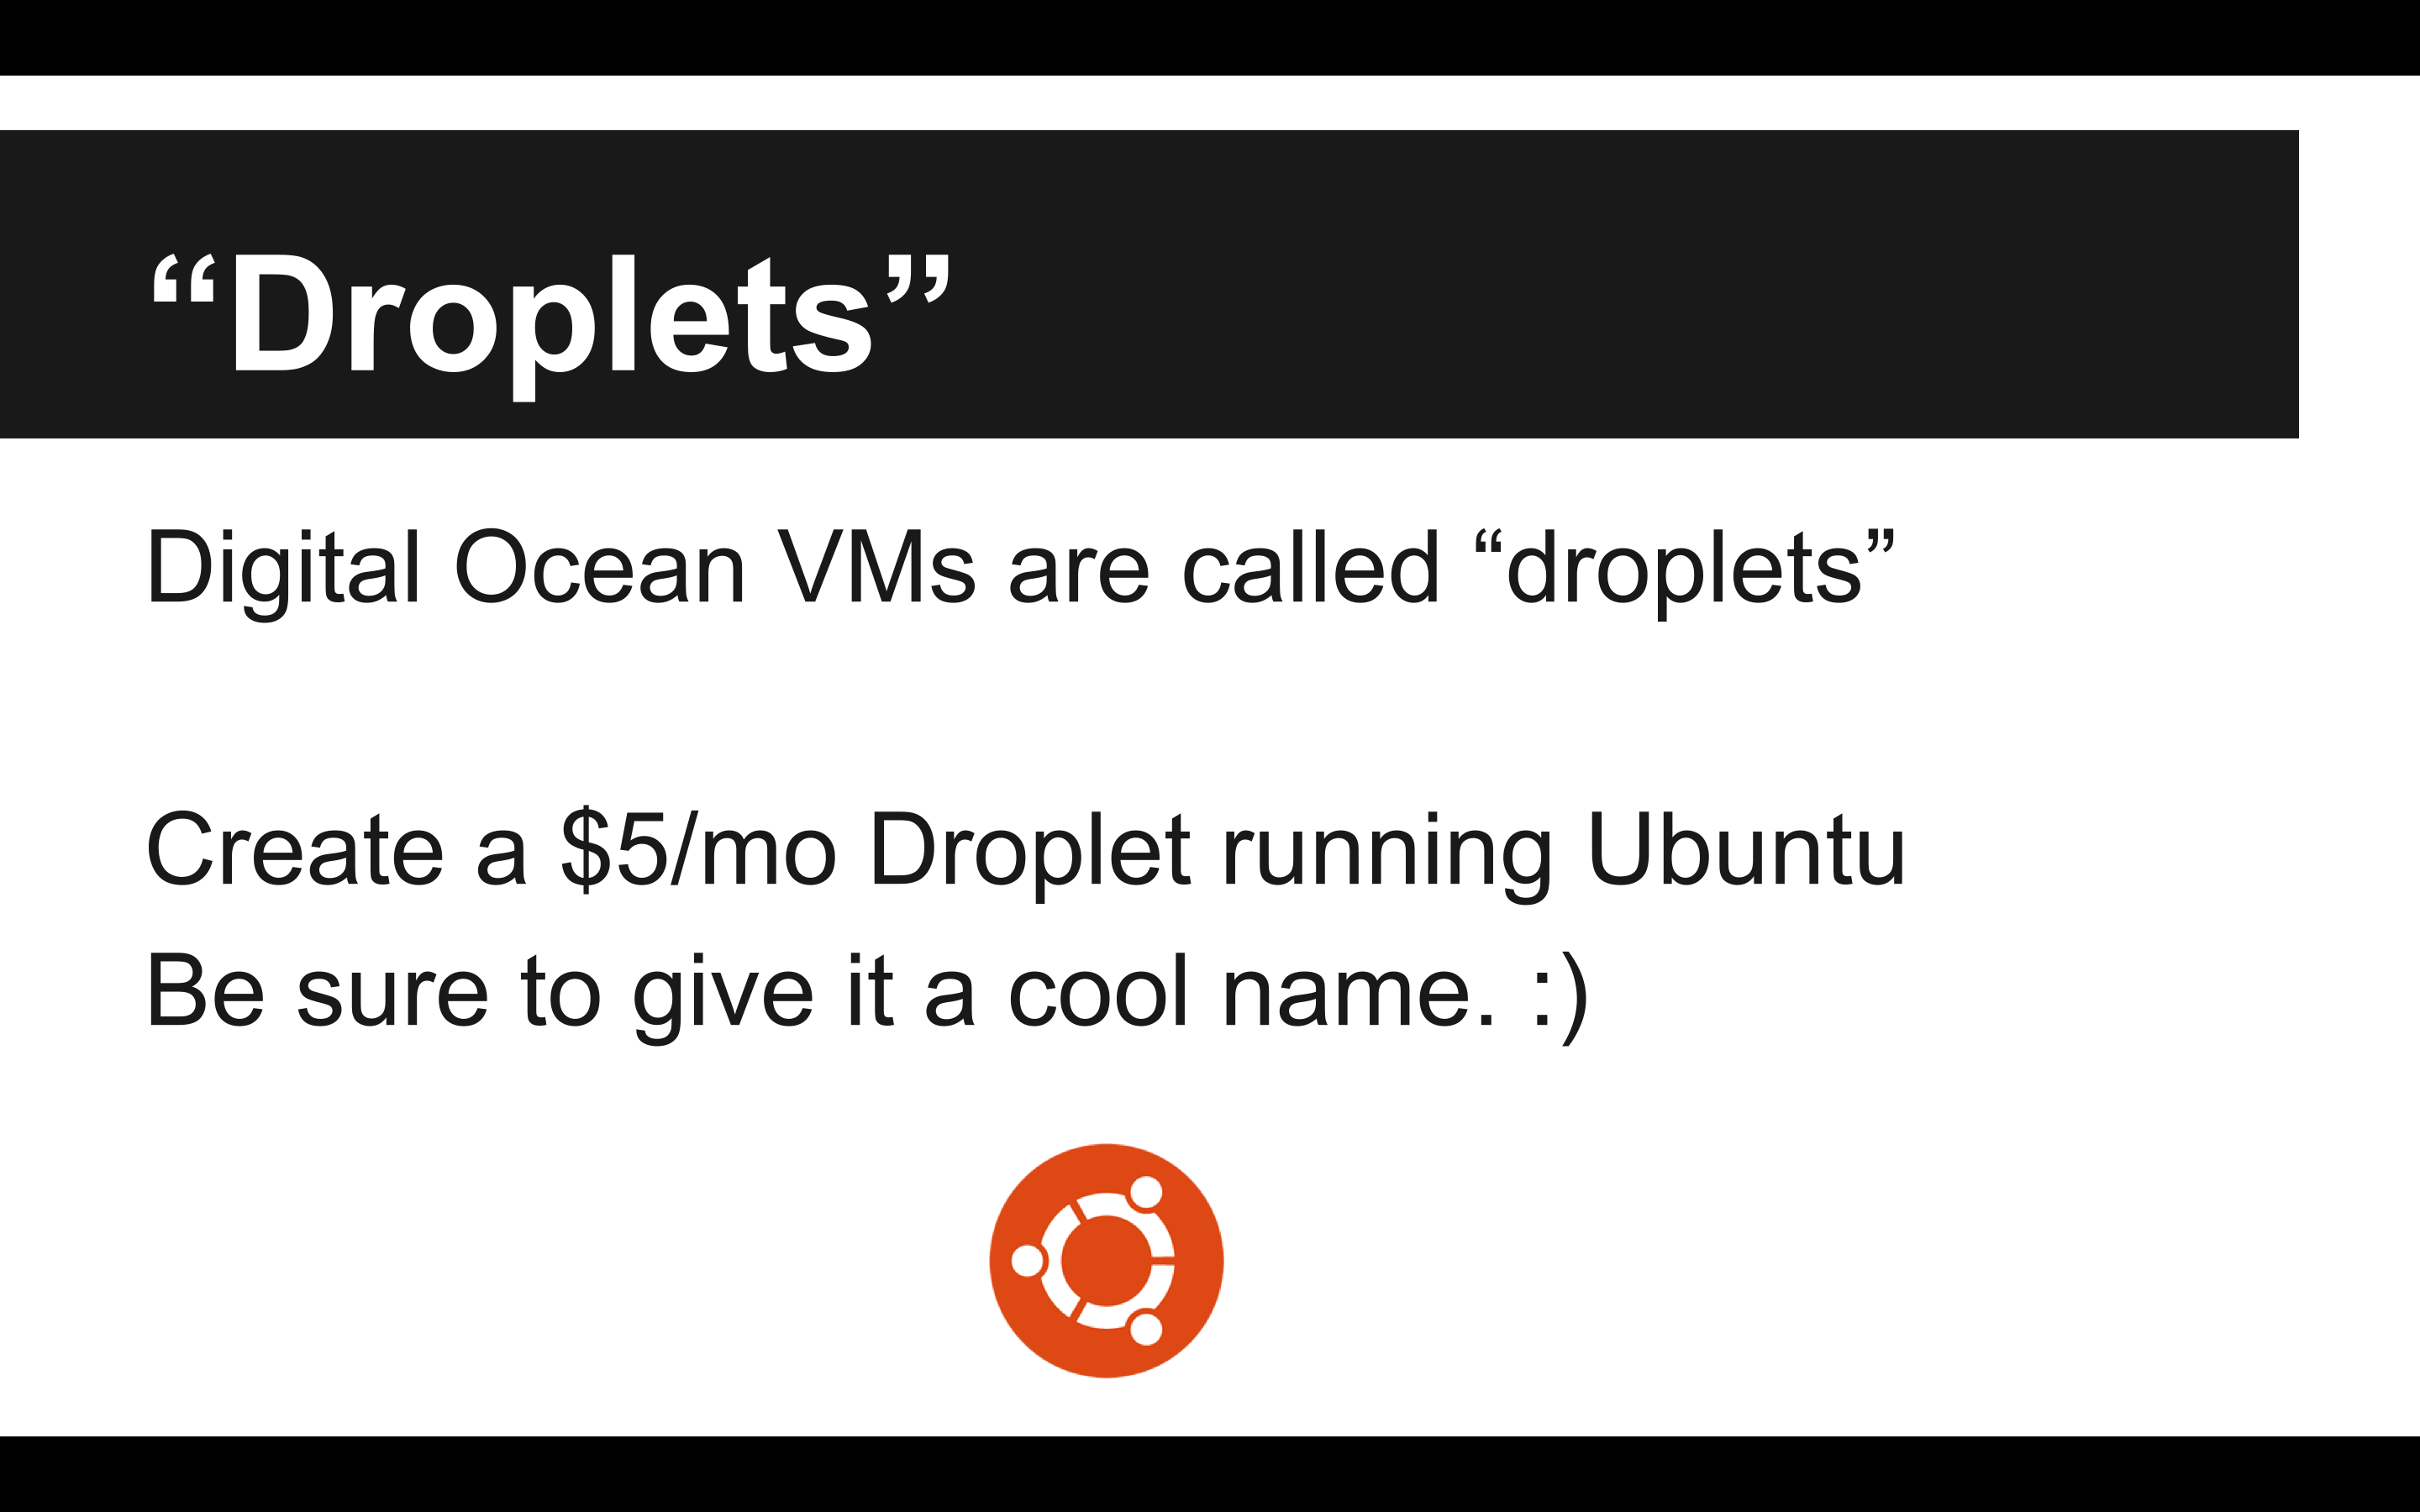 “Droplets”
Digital Ocean VMs are called “droplets”
Create a $5/mo Droplet running Ubuntu
Be sure to give it a cool name. :)